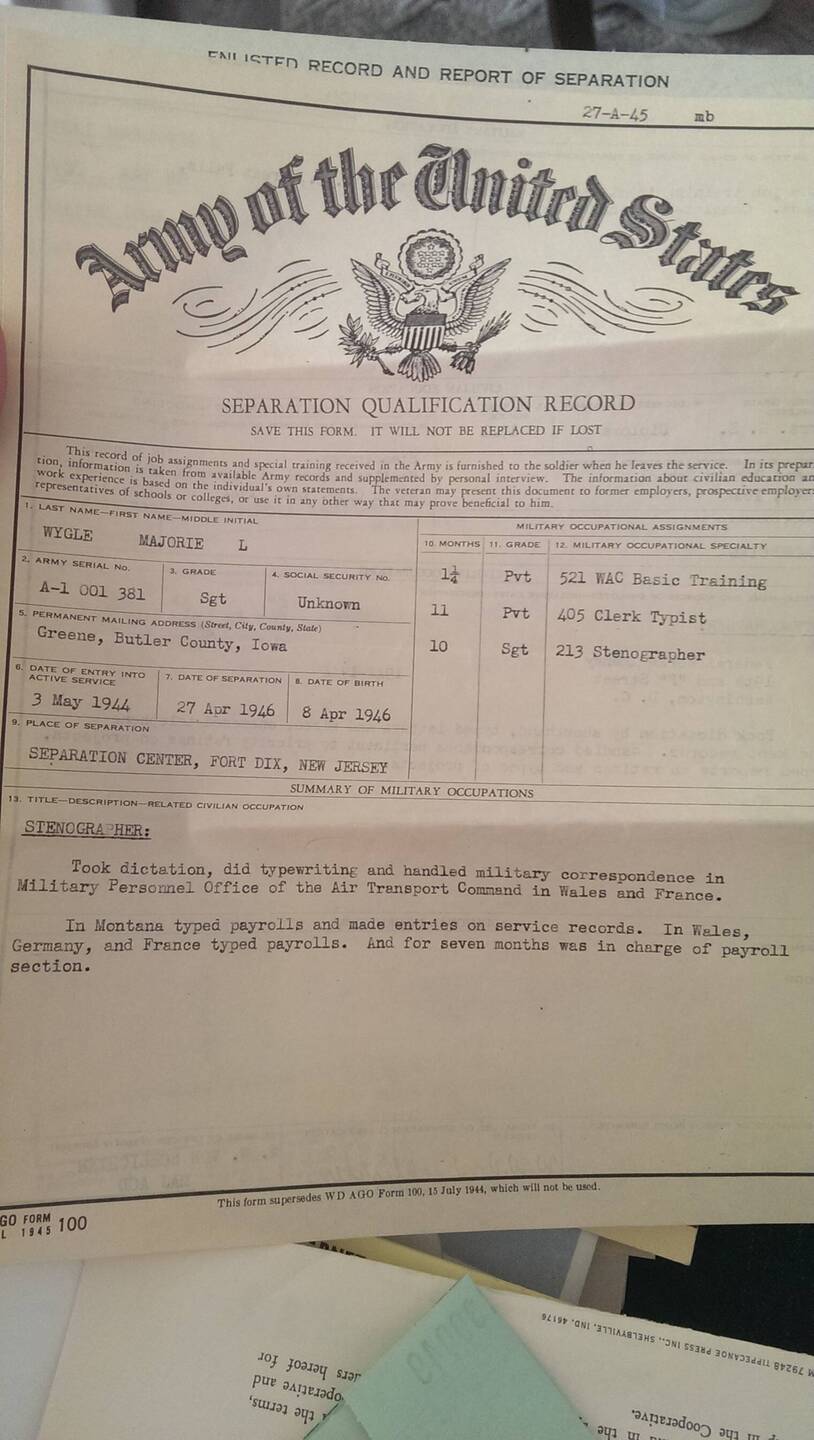 ENLISTED RECORD AND REPORT OF SEPARATION
27-A-45 mb
Army of the United States
SEPARATION QUALIFICATION RECORD
SAVE THIS FORM. IT WILL NOT BE REPLACED IF LOST
This record of job assignments and special training received in the Army is furnished to the soldier when he leaves the service. In its prepar
tion, information is taken from available Army records and supplemented by personal interview. The information about civilian education an
work experience is based on the individual's own statements. The veteran may present this document to former employers, prospective employer
representatives of schools or colleges, or use it in any other way that may prove beneficial to him.
1. LAST NAME—FIRST NAME—MIDDLE INITIAL
WYGLE MAJORIE L
2. ARMY SERIAL No. 3. GRADE 4. SOCIAL SECURITY NO.
A-1 001 381 Sgt Unknown
5. PERMANENT MAILING ADDRESS (Street, City, County, State)
Greene, Butler County, Iowa
6. DATE OF ENTRY INTO ACTIVE SERVICE 7. DATE OF SEPARATION 8. DATE OF BIRTH
3 May 1944 27 Apr 1946 8 Apr 1946
9. PLACE OF SEPARATION
SEPARATION CENTER, FORT DIX, NEW JERSEY
MILITARY OCCUPATIONAL ASSIGNMENTS
10. MONTHS 11. GRADE 12. MILITARY OCCUPATIONAL SPECIALTY
1¼ Pvt 521 WAC Basic Training
11 Pvt 405 Clerk Typist
10 Sgt 213 Stenographer
SUMMARY OF MILITARY OCCUPATIONS
13. TITLE—DESCRIPTION—RELATED CIVILIAN OCCUPATION
STENOGRAPHER:
Took dictation, did typewriting and handled military correspondence in
Military Personnel Office of the Air Transport Command in Wales and France.
In Montana typed payrolls and made entries on service records. In Wales,
Germany, and France typed payrolls. And for seven months was in charge of payroll
section.
This form supersedes WD AGO Form 100, 15 July 1944, which will not be used.
GO FORM
L 1945 100
M 79248 TIPPECANOE PRESS INC., SHELBYVILLE, IND. 46176
p in the Cooperative.
the terms,
operative and
ers hereof for